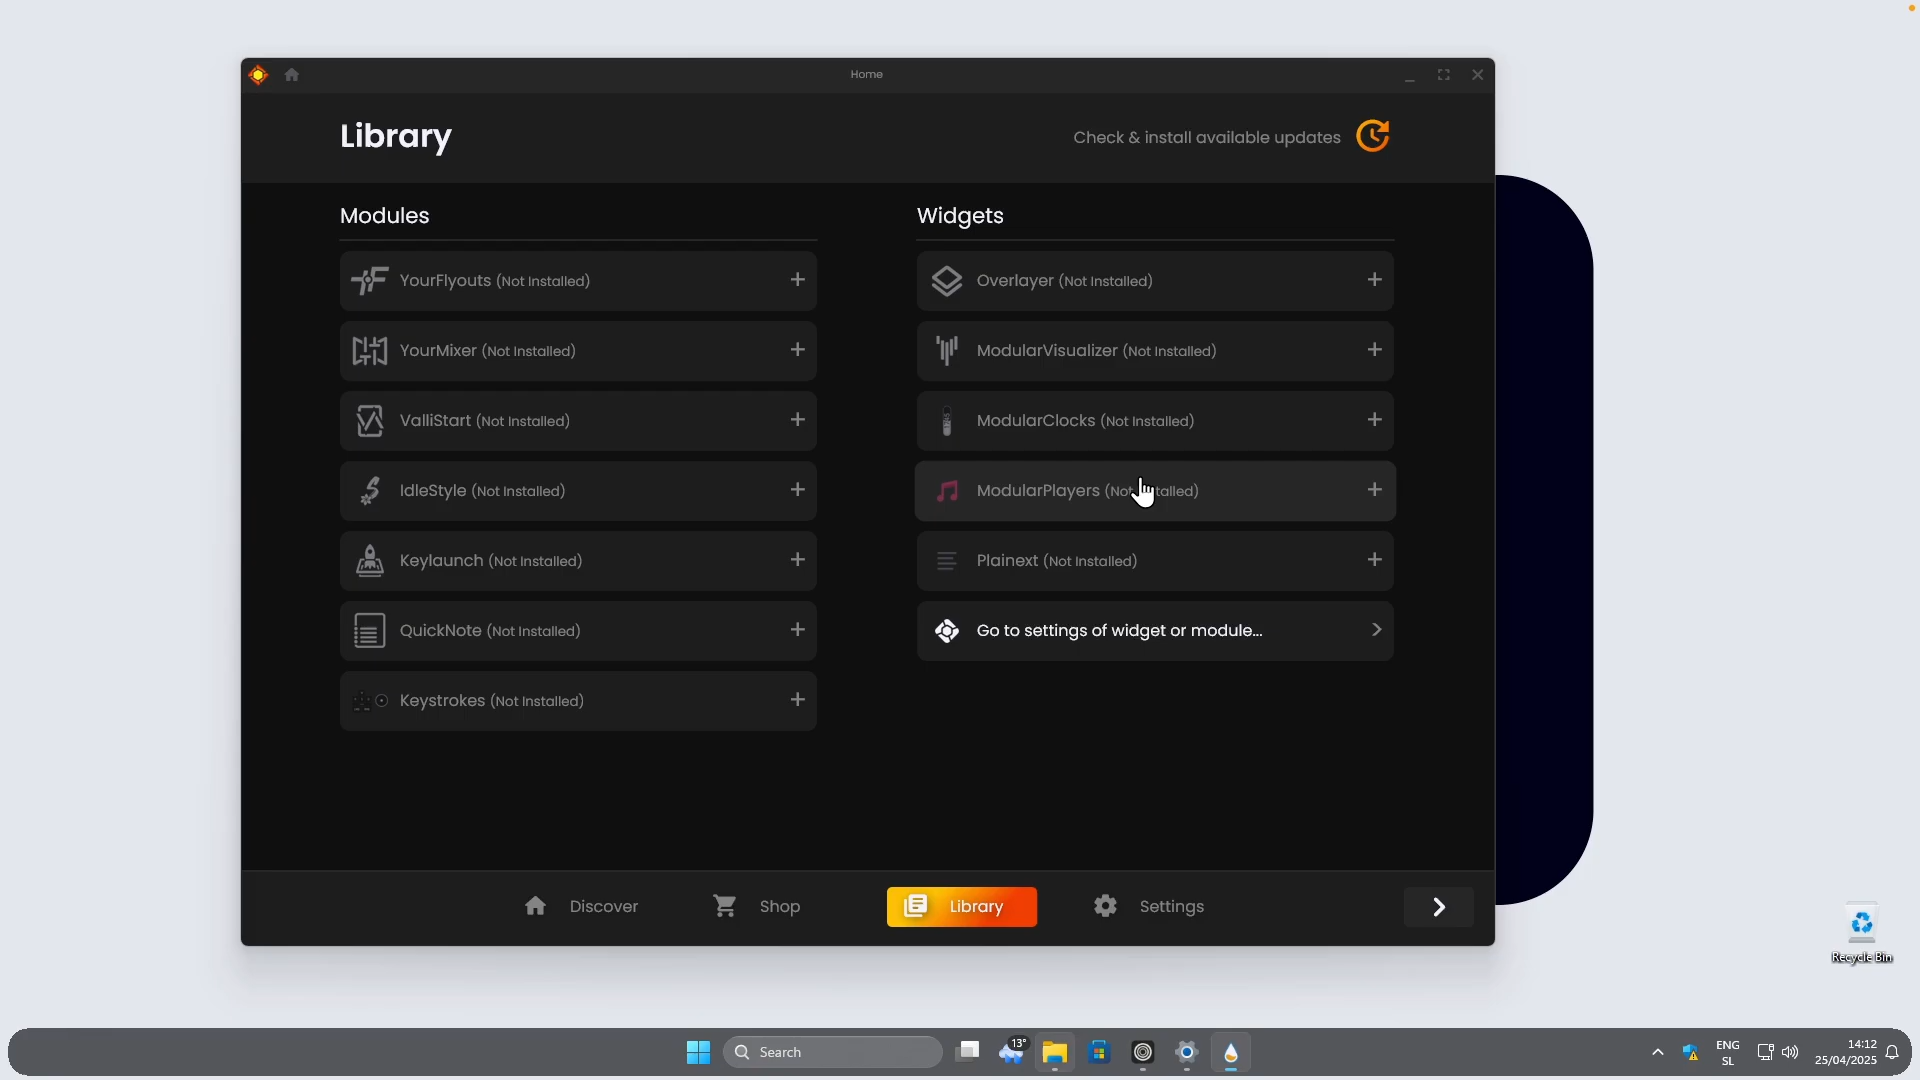 Home
Library
Check & install available updates
Modules
Widgets
YourFlyouts (Not Installed)
Overlayer (Not Installed)
YourMixer (Not Installed)
ModularVisualizer (Not Installed)
ValliStart (Not Installed)
ModularClocks (Not Installed)
IdleStyle (Not Installed)
ModularPlayers (Not talled)
Keylaunch (Not Installed)
Plainext (Not Installed)
QuickNote (Not Installed)
Go to settings of widget or module...
Keystrokes (Not Installed)
Discover
Shop
Library
Settings
Recycle Bin
Search
13°
ENG
SL
14:12
25/04/2025